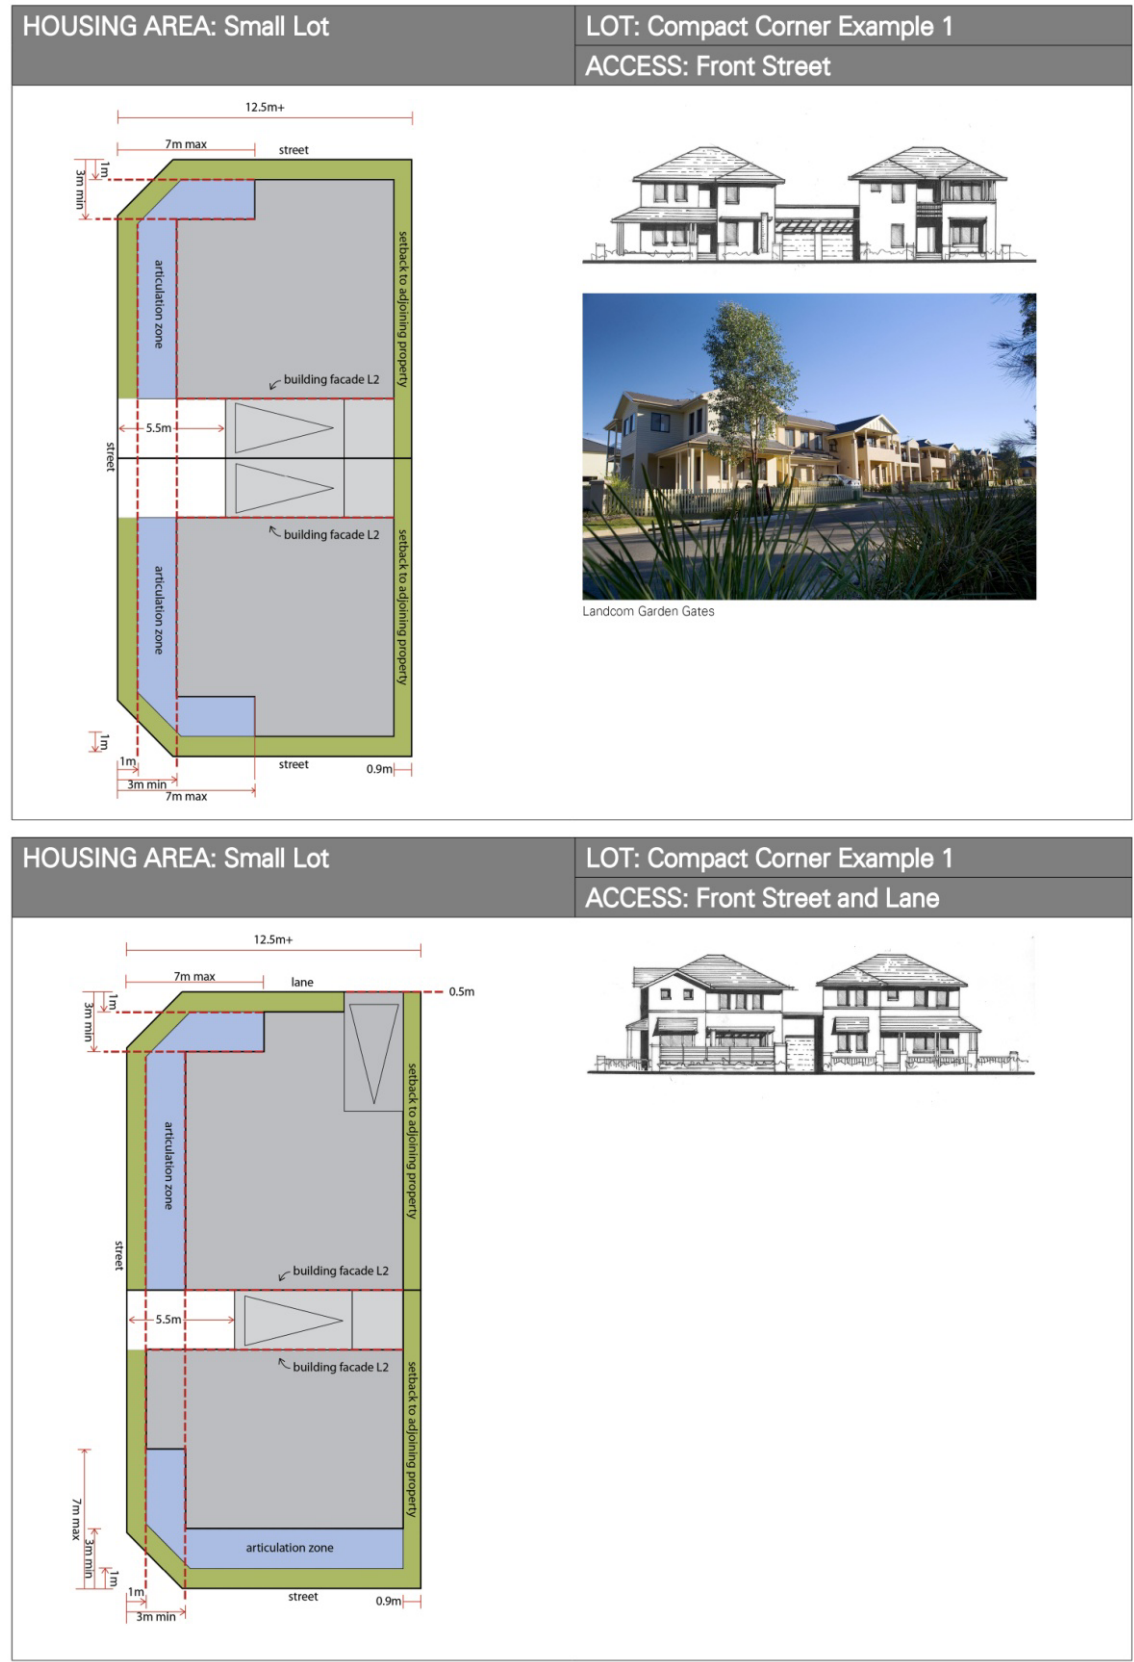 HOUSING AREA: Small Lot
LOT: Compact Corner Example 1
ACCESS: Front Street
12.5m+
7m max
street
1m
3m min
articulation zone
setback to adjoining property
building facade L2
5.5m
street
building facade L2
articulation zone
setback to adjoining property
1m
street
1m
0.9m
3m min
7m max
Landcom Garden Gates
HOUSING AREA: Small Lot
LOT: Compact Corner Example 1
ACCESS: Front Street and Lane
12.5m+
7m max
lane
0.5m
1m
3m min
articulation zone
setback to adjoining property
street
building facade L2
5.5m
building facade L2
setback to adjoining property
7m max
3m min
1m
articulation zone
1m
street
0.9m
3m min